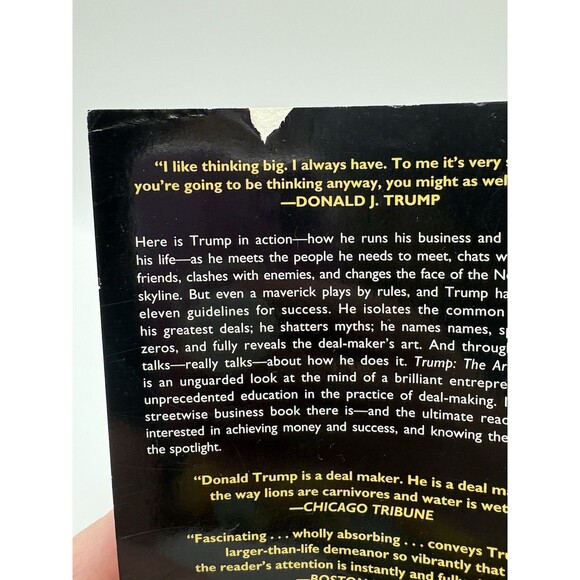 “I like thinking big. I always have. To me it’s very
you’re going to be thinking anyway, you might as wel
—DONALD J. TRUMP
Here is Trump in action—how he runs his business and
his life—as he meets the people he needs to meet, chats w
friends, clashes with enemies, and changes the face of the N
skyline. But even a maverick plays by rules, and Trump ha
eleven guidelines for success. He isolates the common
his greatest deals; he shatters myths; he names names, sp
zeros, and fully reveals the deal-maker’s art. And through
talks—really talks—about how he does it. Trump: The Ar
is an unguarded look at the mind of a brilliant entrepre
unprecedented education in the practice of deal-making. I
streetwise business book there is—and the ultimate reac
interested in achieving money and success, and knowing the
the spotlight.
“Donald Trump is a deal maker. He is a deal m
the way lions are carnivores and water is wet
—CHICAGO TRIBUNE
“Fascinating . . . wholly absorbing . . . conveys Tru
larger-than-life demeanor so vibrantly that
the reader’s attention is instantly and fully
—BOSTON